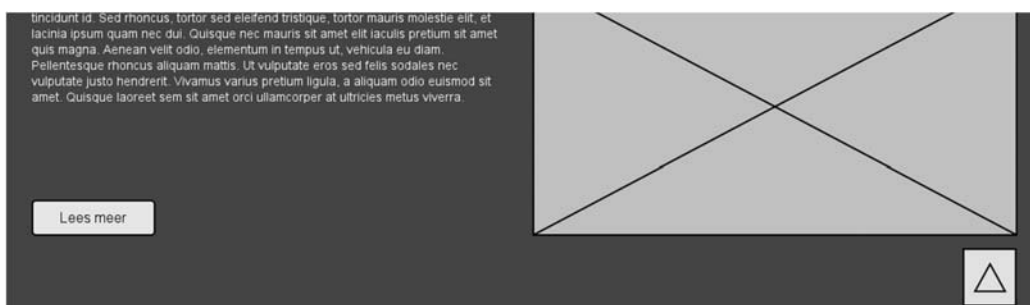 tincidunt id. Sed rhoncus, tortor sed eleifend tristique, tortor mauris molestie elit, et
lacinia ipsum quam nec dui. Quisque nec mauris sit amet elit iaculis pretium sit amet
quis magna. Aenean velit odio, elementum in tempus ut, vehicula eu diam.
Pellentesque rhoncus aliquam mattis. Ut vulputate eros sed felis sodales nec
vulputate justo hendrerit. Vivamus varius pretium ligula, a aliquam odio euismod sit
amet. Quisque laoreet sem sit amet orci ullamcorper at ultricies metus viverra.
Lees meer